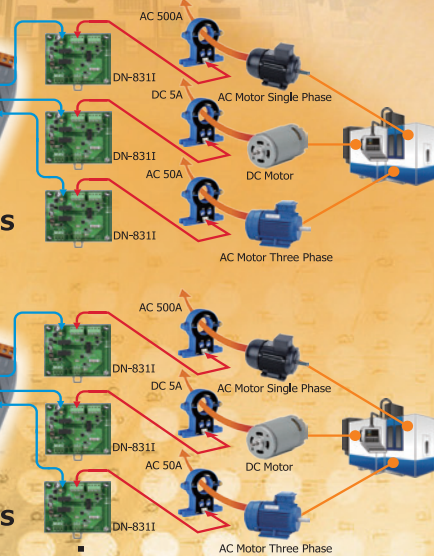 AC 500A
DN-831I
AC Motor Single Phase
DC 5A
DN-831I
DC Motor
AC 50A
DN-831I
S
AC Motor Three Phase
AC 500A
DN-831I
AC Motor Single Phase
DC 5A
DN-831I
DC Motor
AC 50A
S
DN-831I
AC Motor Three Phase